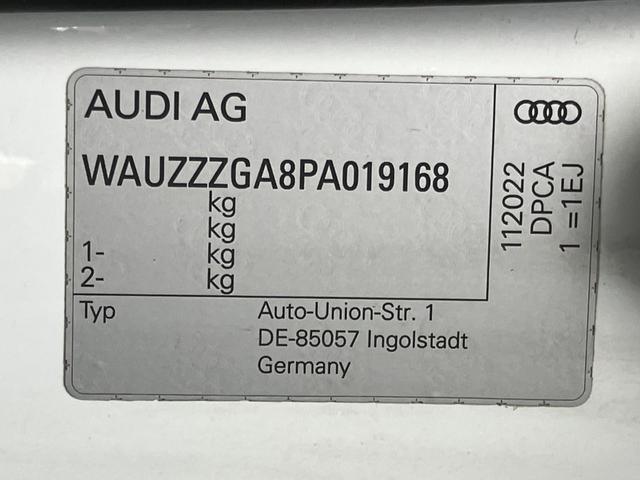 AUDI AG
WAUZZZGA8PA019168
kg
kg
1- kg
2- kg
Typ
Auto-Union-Str. 1
DE-85057 Ingolstadt
Germany
112022
DPCA
1 =1EJ